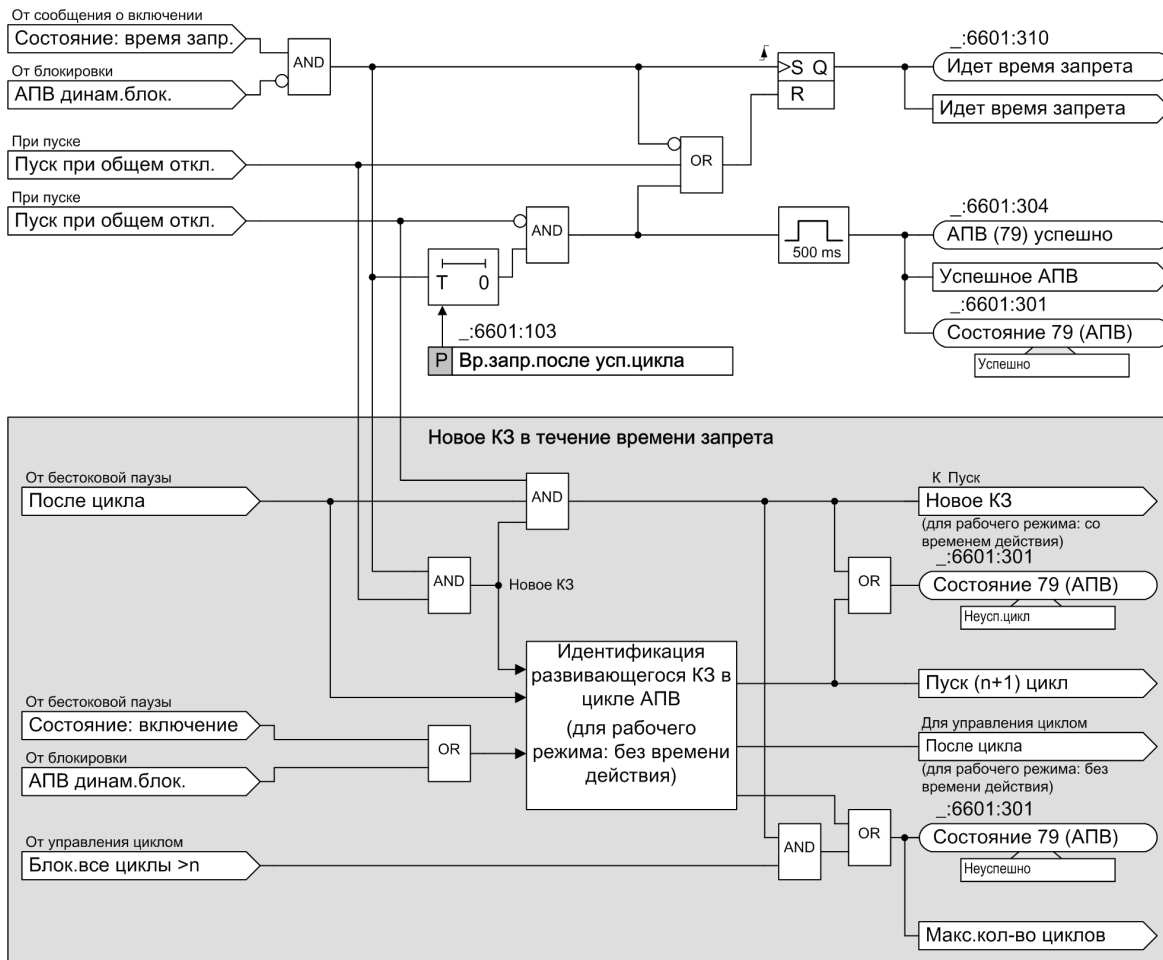 От сообщения о включении
Состояние: время запр.
От блокировки
АПВ динам.блок.
AND
S Q
R
_:6601:310
Идет время запрета
Идет время запрета
При пуске
Пуск при общем откл.
OR
При пуске
Пуск при общем откл.
AND
T 0
_:6601:103
P Вр.запр.после усп.цикла
500 ms
_:6601:304
АПВ (79) успешно
Успешное АПВ
_:6601:301
Состояние 79 (АПВ)
Успешно
Новое КЗ в течение времени запрета
От бестоковой паузы
После цикла
AND
К Пуск
Новое КЗ
(для рабочего режима: со
временем действия)
AND
Новое КЗ
OR
_:6601:301
Состояние 79 (АПВ)
Неусп.цикл
Идентификация
развивающегося КЗ в
цикле АПВ
(для рабочего
режима: без времени
действия)
Пуск (n+1) цикл
От бестоковой паузы
Состояние: включение
От блокировки
АПВ динам.блок.
OR
Для управления циклом
После цикла
(для рабочего режима: без
времени действия)
От управления циклом
Блок.все циклы >n
AND
OR
_:6601:301
Состояние 79 (АПВ)
Неуспешно
Макс.кол-во циклов